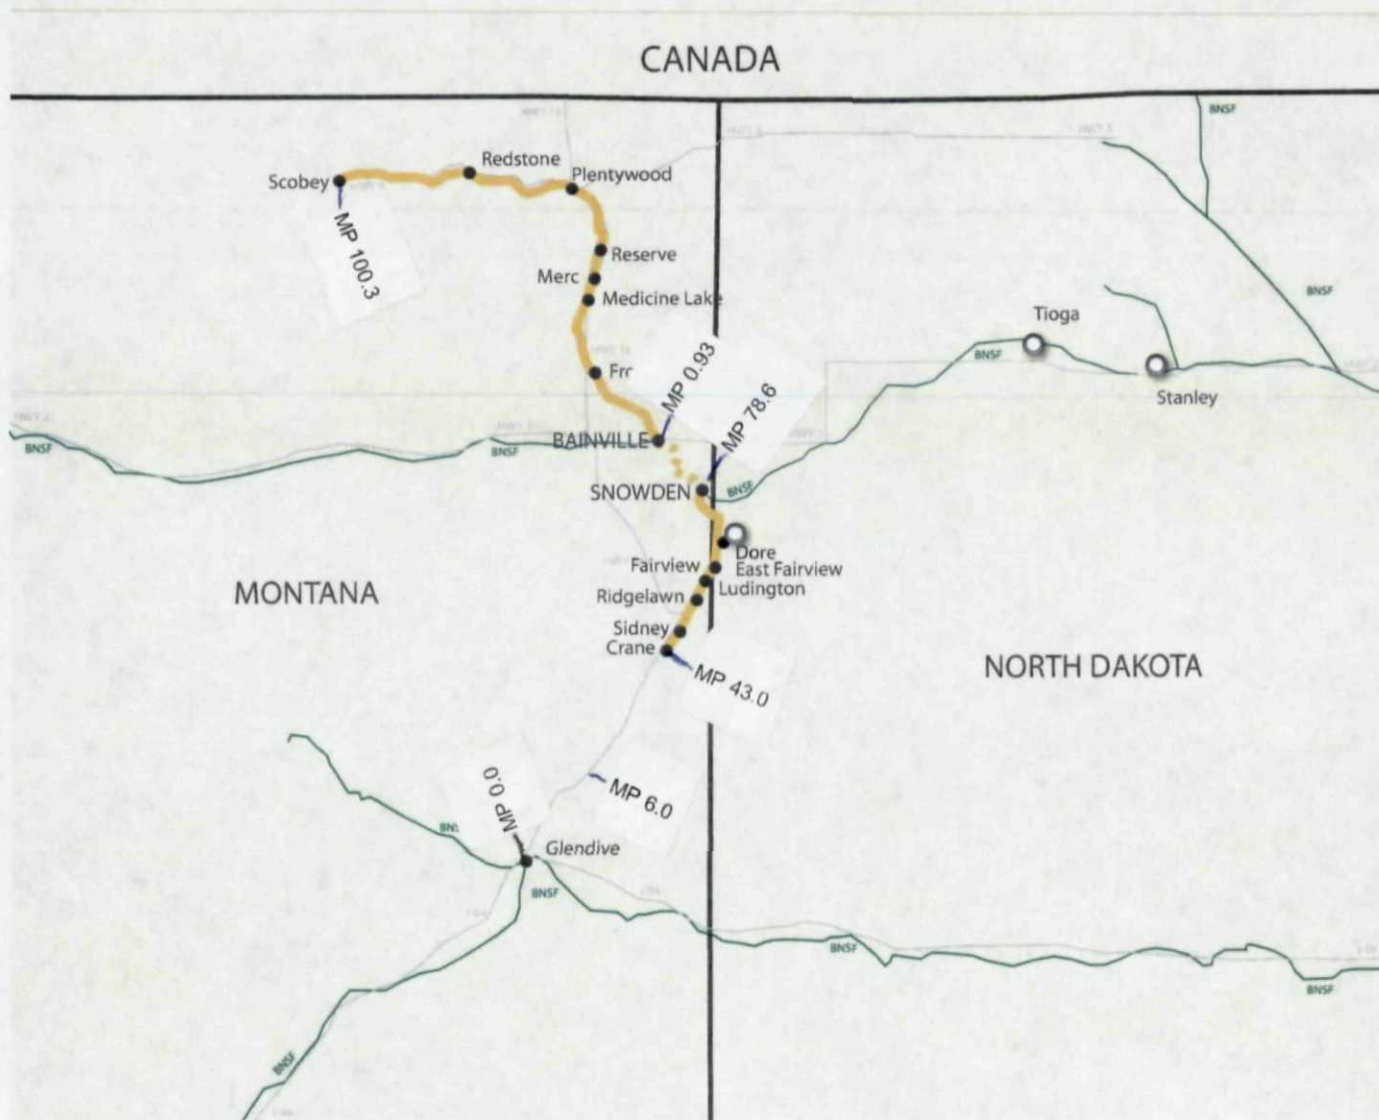 CANADA
BNSF
Redstone
Scobey
Plentywood
MP 100.3
Reserve
Merc
Medicine Lake
BNSF
Tioga
BNSF
Frc
MP 0.93
MP 78.6
Stanley
BNSF
BNSF
BAINVILLE
SNOWDEN
BNSF
Dore
Fairview
East Fairview
Ludington
Ridgelawn
Sidney
Crane
MONTANA
NORTH DAKOTA
MP 43.0
MP 0.0
MP 6.0
Glendive
BNSF
BNSF
BNSF
BNSF